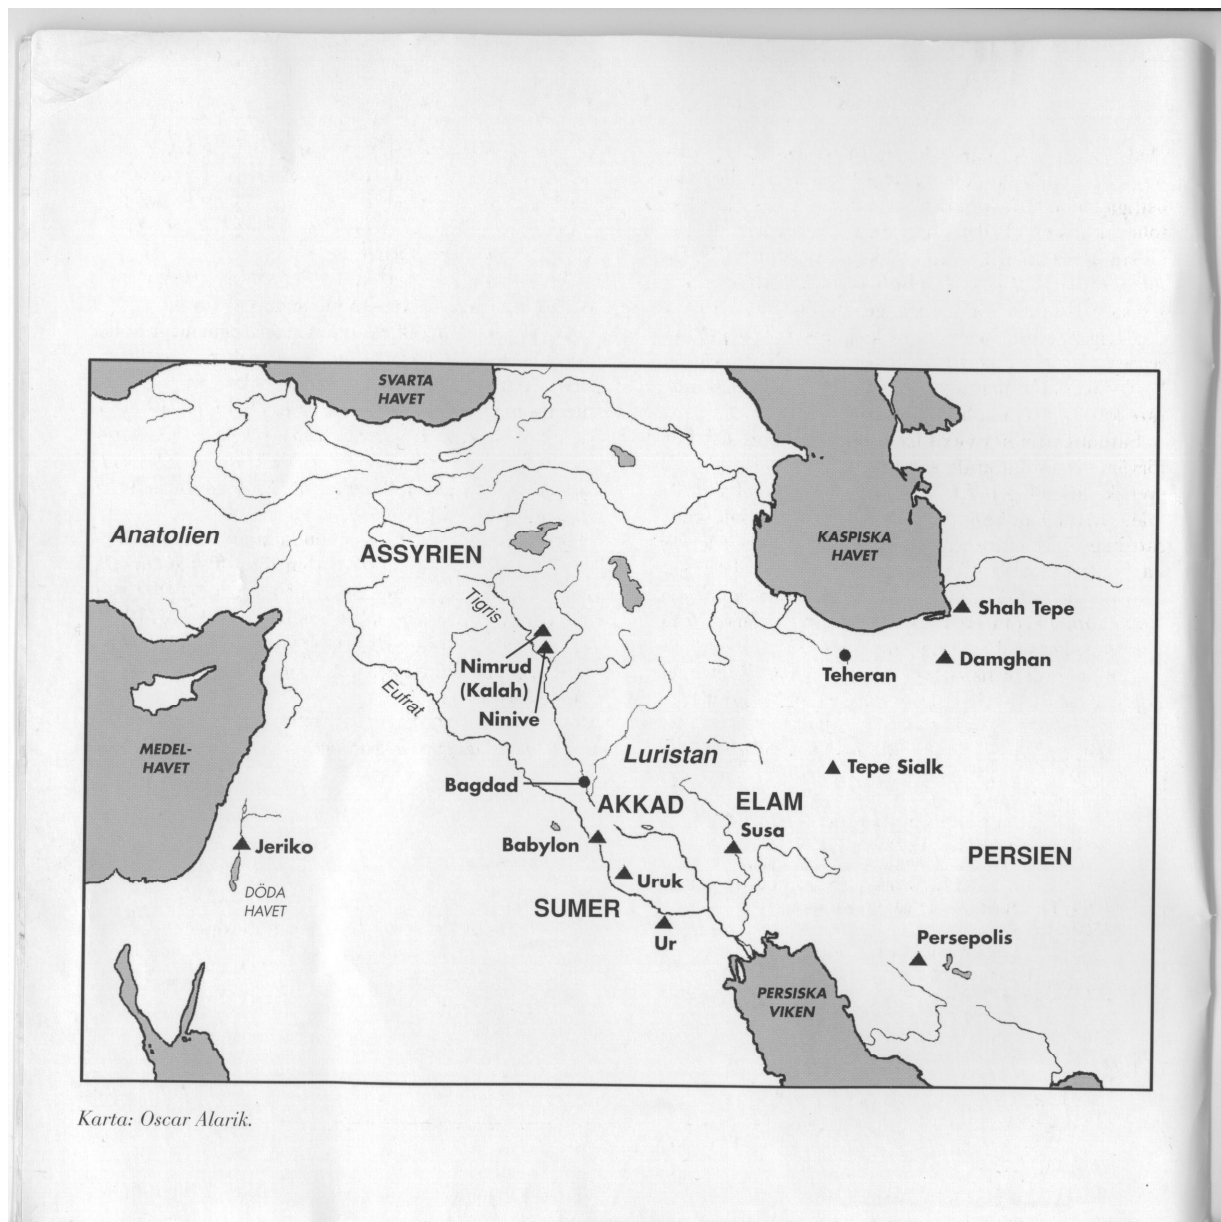 SVARTA
HAVET
Anatolien
ASSYRIEN
KASPISKA
HAVET
Tigris
Shah Tepe
Nimrud
(Kalah)
Teheran
Damghan
Eufrat
Ninive
MEDEL-
HAVET
Luristan
Tepe Sialk
Bagdad
AKKAD
ELAM
Susa
Jeriko
Babylon
PERSIEN
DÖDA
HAVET
Uruk
SUMER
Ur
Persepolis
PERSISKA
VIKEN
Karta: Oscar Alarik.